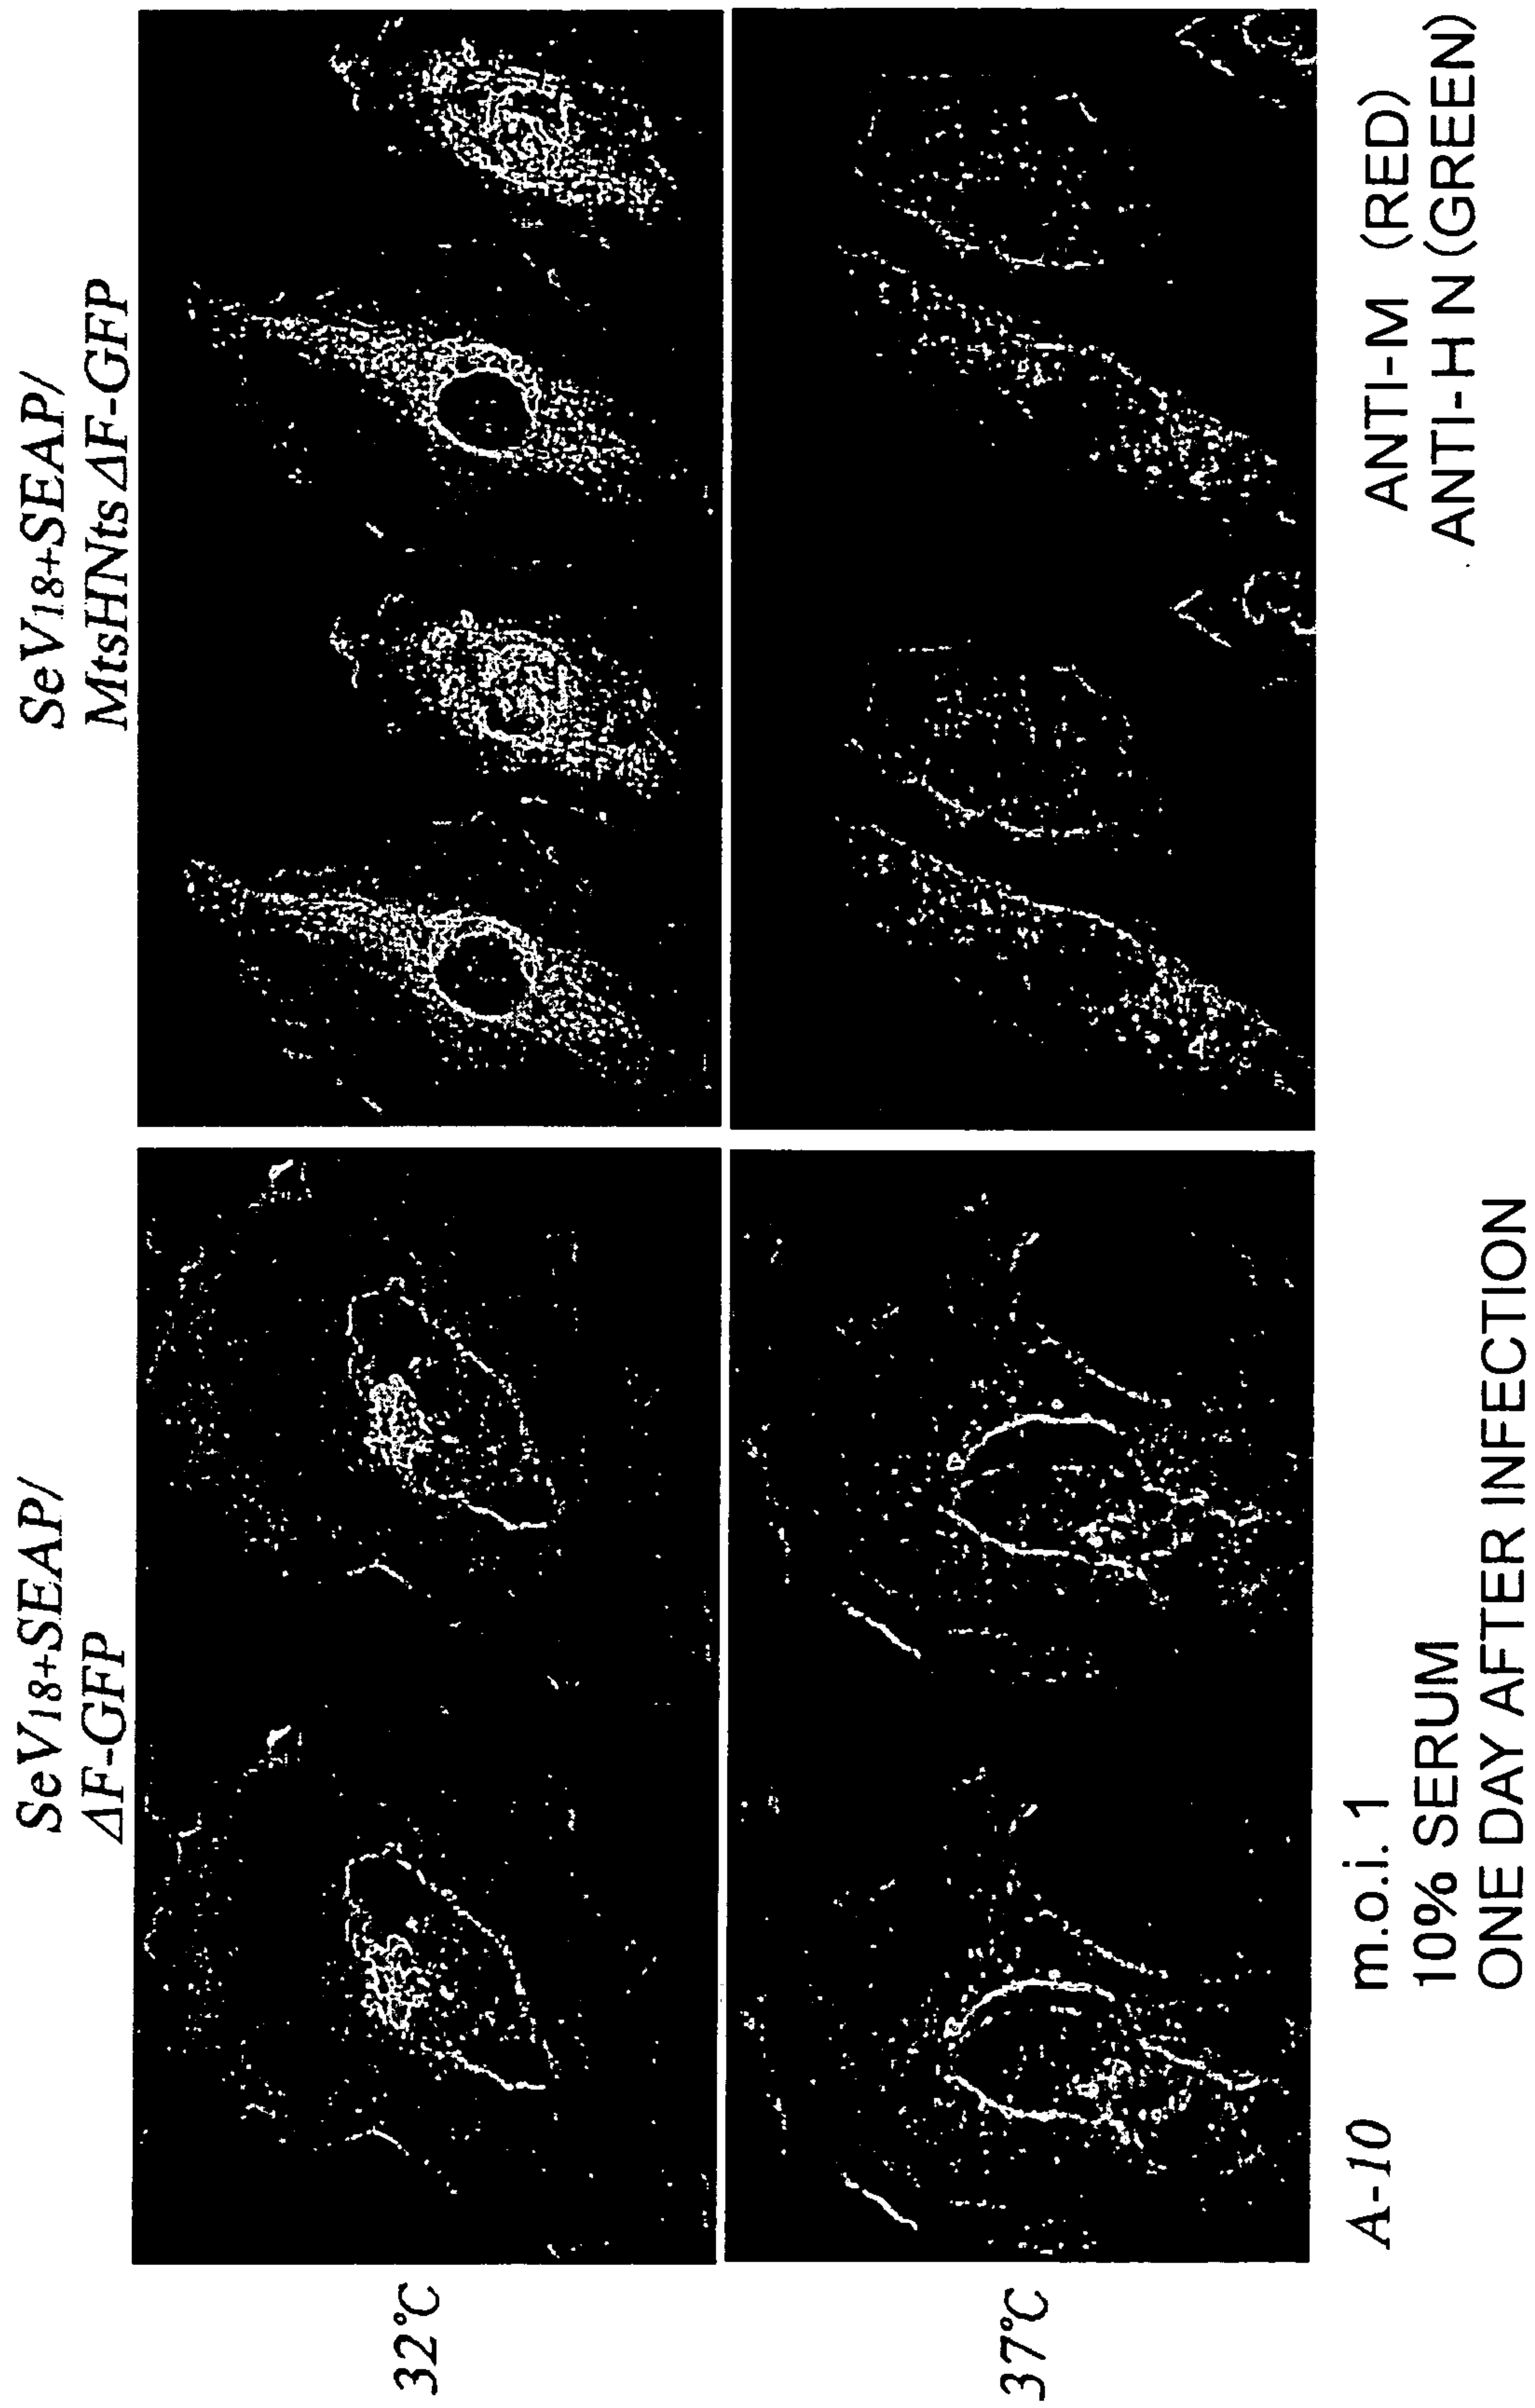 SeV18+SEAP/
ΔF-GFP
SeV18+SEAP/
MtsHNtsΔF-GFP
32°C
37°C
A-10
m.o.i. 1
10% SERUM
ONE DAY AFTER INFECTION
ANTI-M (RED)
ANTI-H N (GREEN)